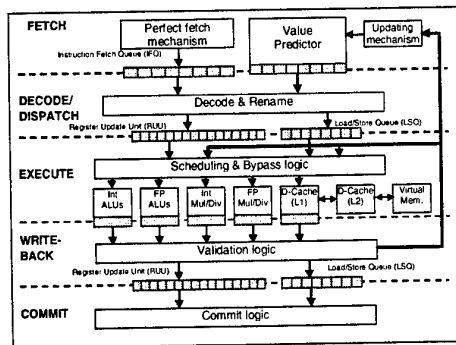 FETCH
Perfect fetch
mechanism
Value
Predictor
Updating
mechanism
Instruction Fetch Queue (IFQ)
DECODE/
DISPATCH
Decode & Rename
Register Update Unit (RUU)
Load/Store Queue (LSQ)
EXECUTE
Scheduling & Bypass logic
Int
ALUs
FP
ALUs
Int
Mul/Div
FP
Mul/Div
D-Cache
(L1)
D-Cache
(L2)
Virtual
Mem.
WRITE-
BACK
Validation logic
Register Update Unit (RUU)
Load/Store Queue (LSQ)
COMMIT
Commit logic